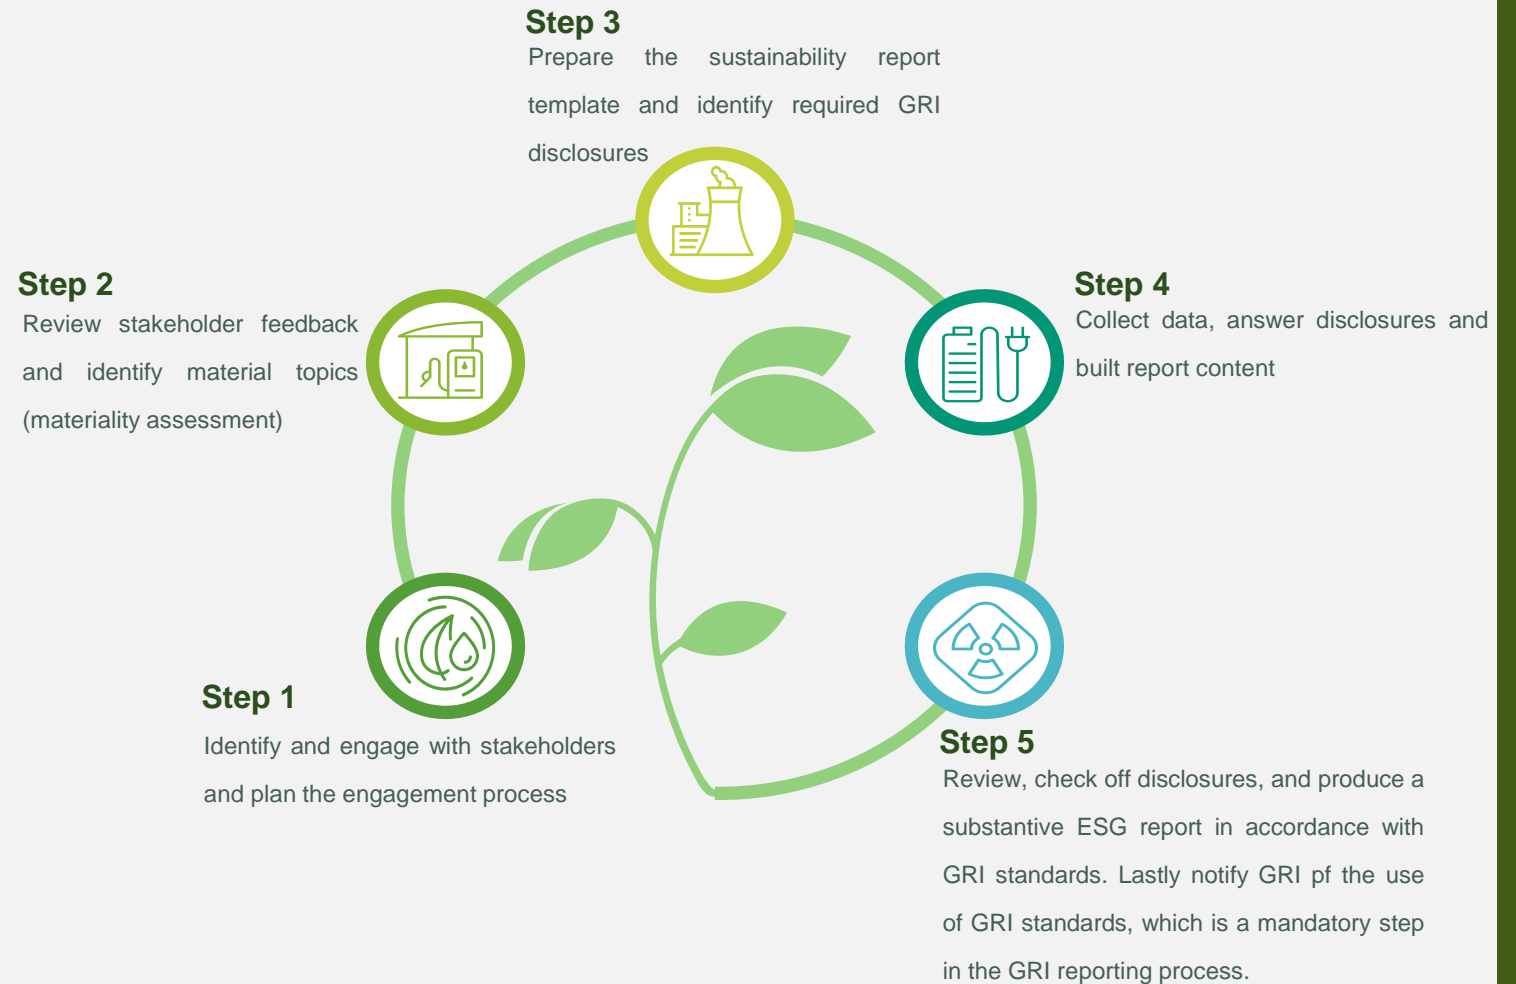 Step 1
Identify and engage with stakeholders
and plan the engagement process
Step 2
Review stakeholder feedback
and identify material topics
(materiality assessment)
Step 3
Prepare the sustainability report
template and identify required GRI
disclosures
Step 4
Collect data, answer disclosures and
built report content
Step 5
Review, check off disclosures, and produce a
substantive ESG report in accordance with
GRI standards. Lastly notify GRI pf the use
of GRI standards, which is a mandatory step
in the GRI reporting process.